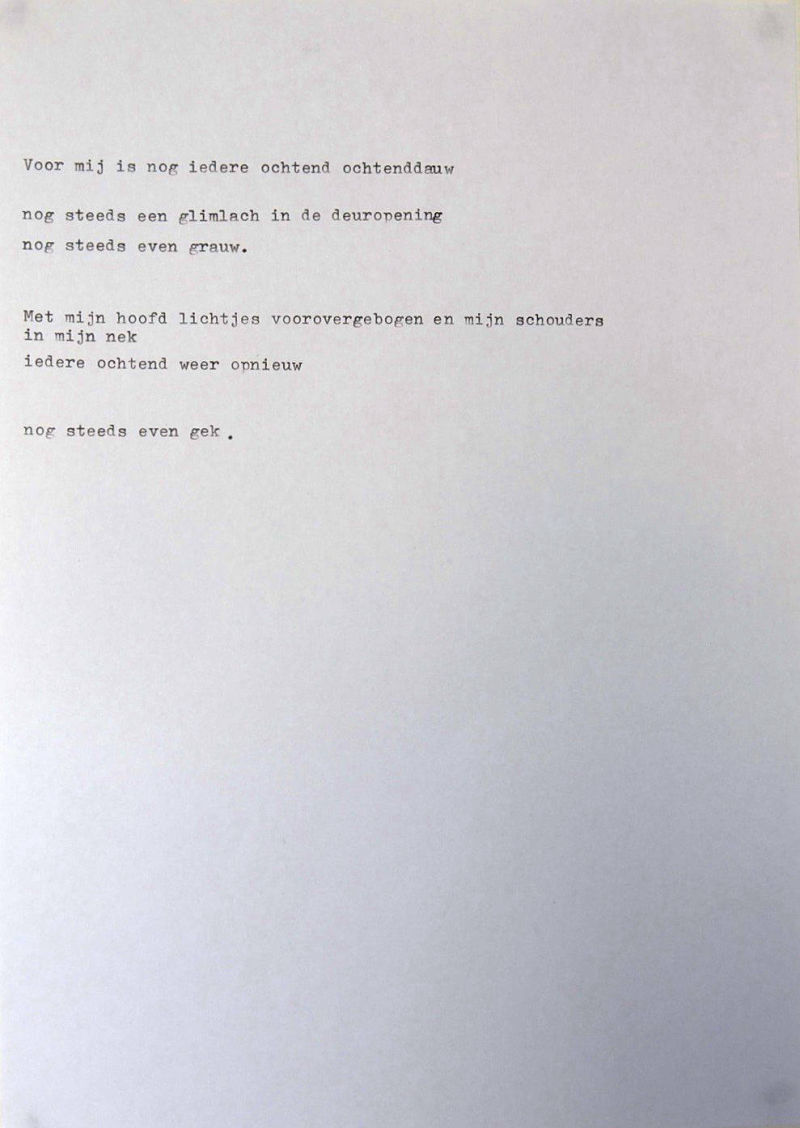 Voor mij is nog iedere ochtend ochtenddauw
nog steeds een glimlach in de deuropening
nog steeds even grauw.
Met mijn hoofd lichtjes voorovergebogen en mijn schouders
in mijn nek
iedere ochtend weer opnieuw
nog steeds even gek .